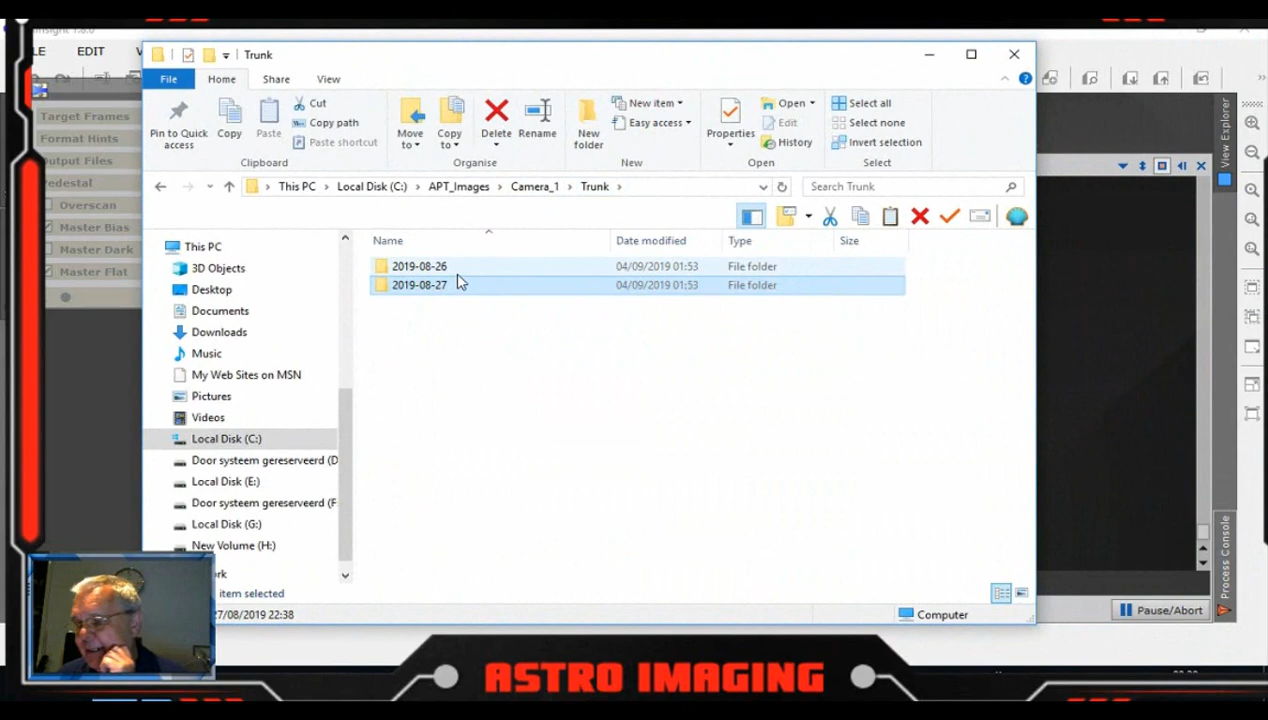 nsight 1.8.0
LE EDIT V
Trunk
File Home Share View
Pin to Quick access
Copy
Paste
Cut
Copy path
Paste shortcut
Clipboard
Move to
Copy to
Delete
Rename
Organise
New folder
New item
Easy access
New
Properties
Open
Edit
History
Open
Select all
Select none
Invert selection
Select
This PC > Local Disk (C:) > APT_Images > Camera_1 > Trunk >
Search Trunk
Target Frames
Format Hints
Output Files
Pedestal
Overscan
Master Bias
Master Dark
Master Flat
This PC
3D Objects
Desktop
Documents
Downloads
Music
My Web Sites on MSN
Pictures
Videos
Local Disk (C:)
Door systeem gereserveerd (D
Local Disk (E:)
Door systeem gereserveerd (F
Local Disk (G:)
New Volume (H:)
rk
Name Date modified Type Size
2019-08-26 04/09/2019 01:53 File folder
2019-08-27 04/09/2019 01:53 File folder
item selected
27/08/2019 22:38
Computer
View Explorer
Process Console
Pause/Abort
ASTRO IMAGING